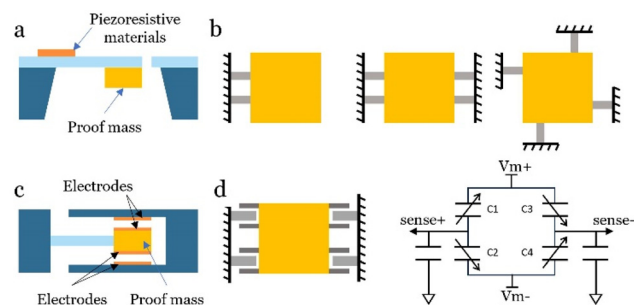 a
Piezoresistive
materials
Proof mass
b
c
Electrodes
Electrodes
Proof mass
d
Vm+
C1
C3
sense+
sense-
C2
C4
Vm-